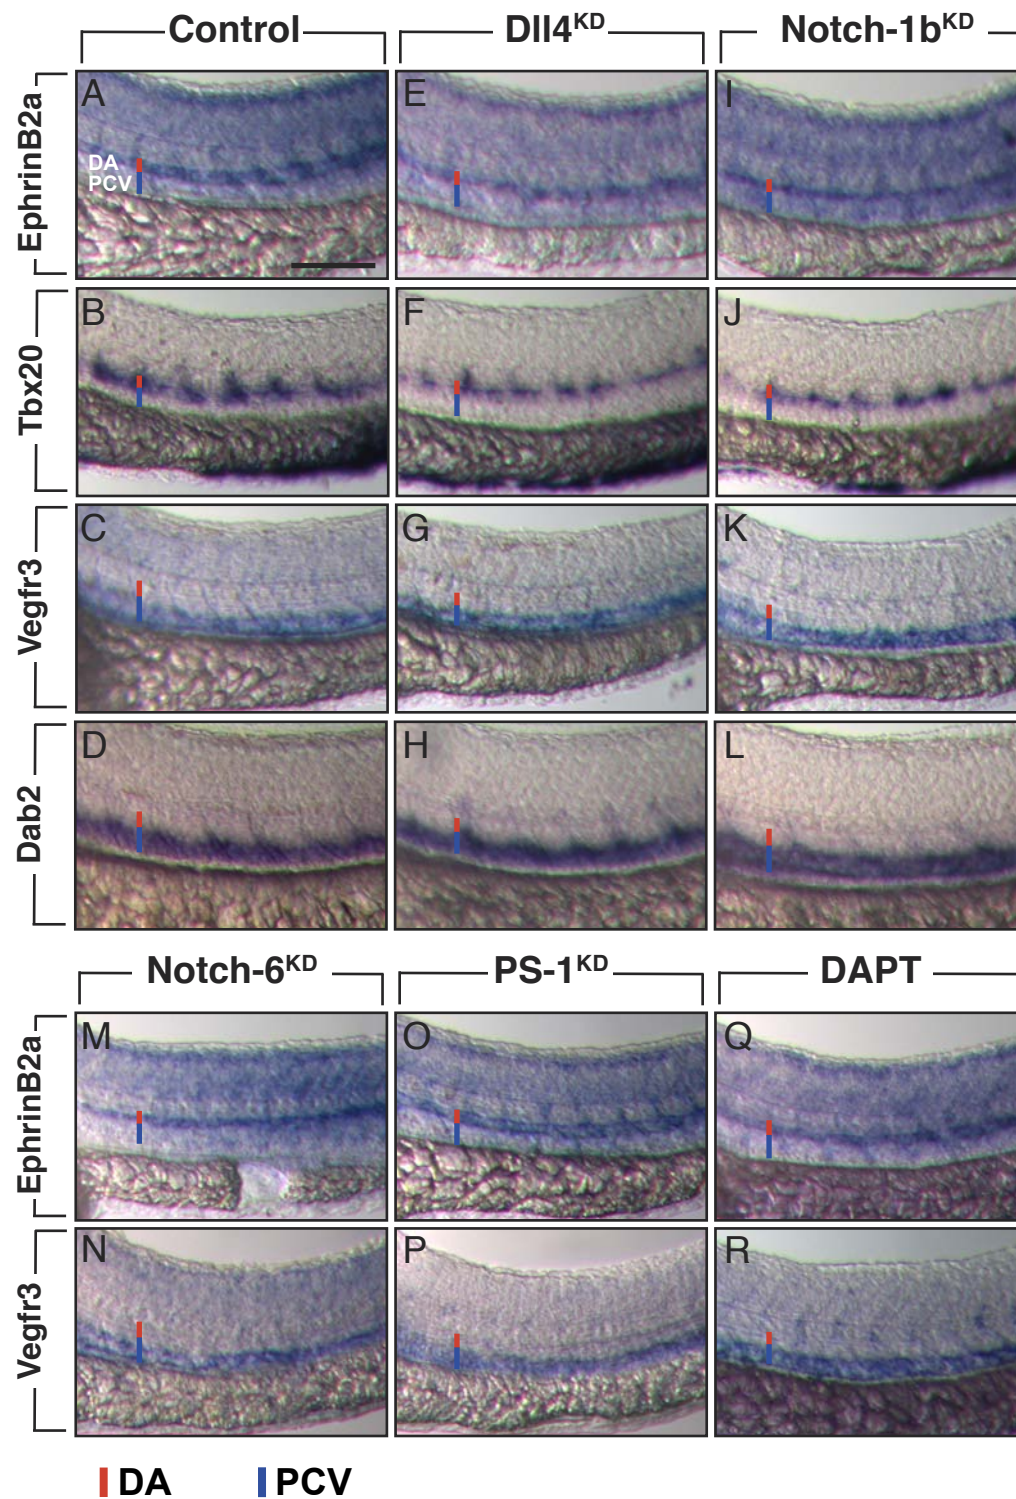 Control Dll4KD Notch-1bKD
EphrinB2a
A E I
DA
PCV
Tbx20
B F J
Vegfr3
C G K
Dab2
D H L
Notch-6KD PS-1KD DAPT
EphrinB2a
M O Q
Vegfr3
N P R
DA PCV